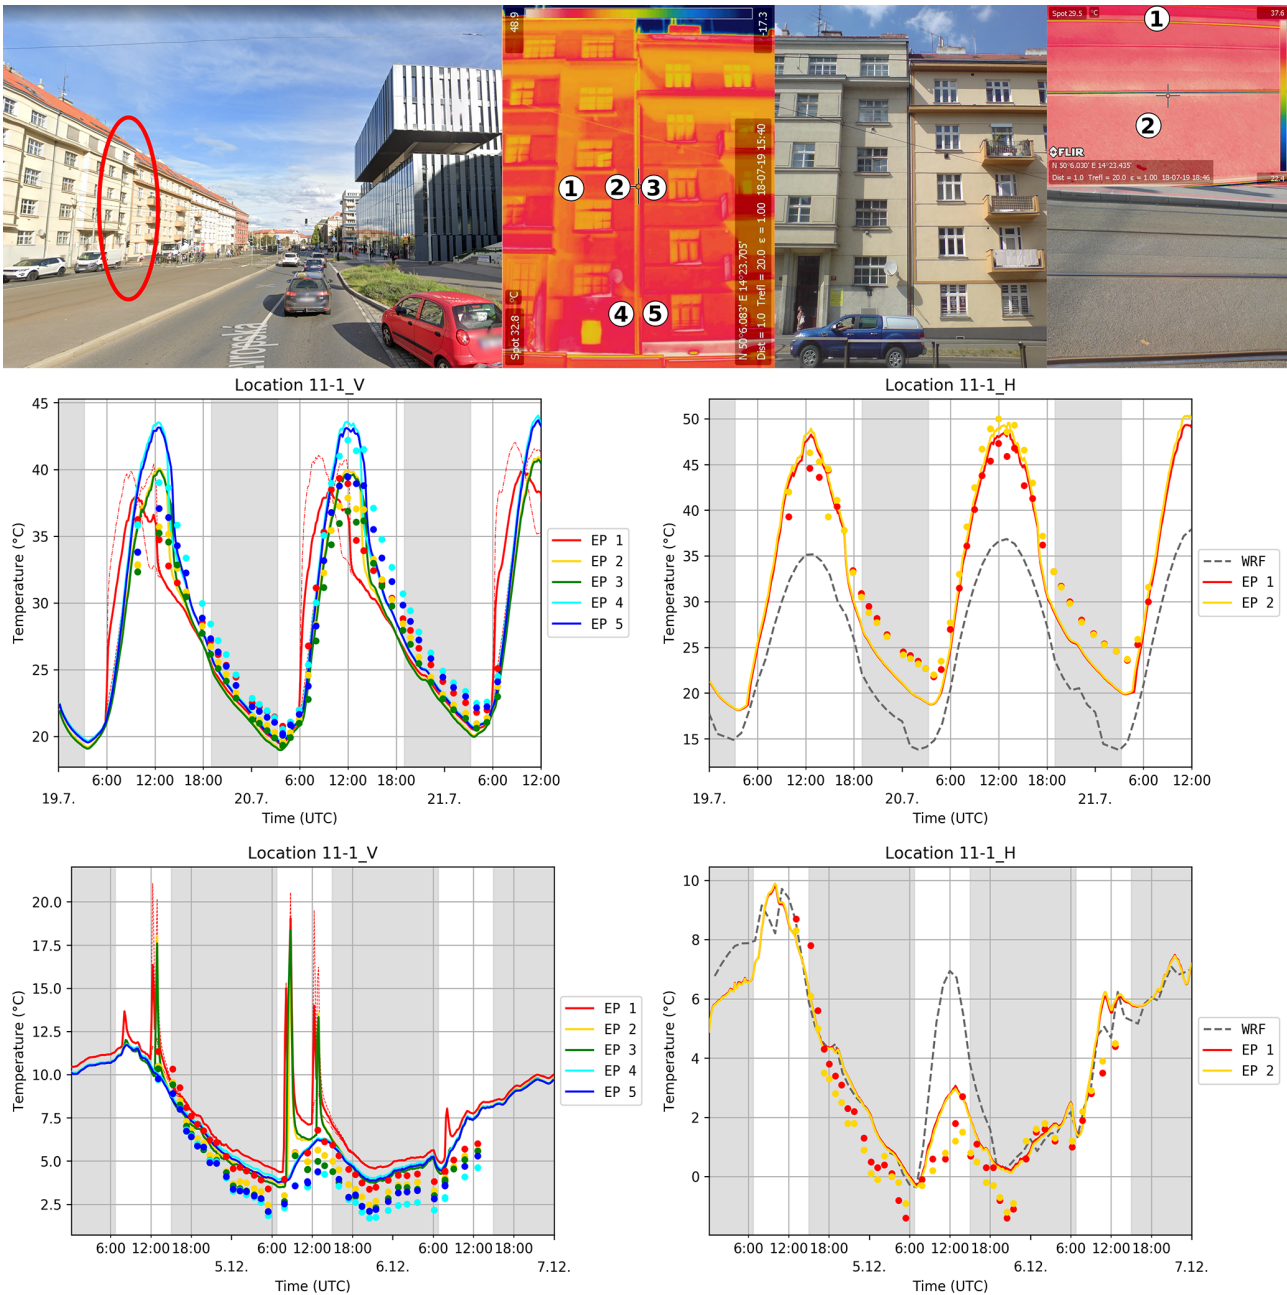 48.9
-17.3
1
2
3
4
5
Spot 32.8 °C
N 50°6.083' E 14°23.705'
Dist = 1.0 Trefl = 20.0 ε = 1.00 18-07-19 15:40
Spot 29.5 °C
37.6
1
2
FLIR
N 50°6.030' E 14°23.435'
Dist = 1.0 Trefl = 20.0 ε = 1.00 18-07-19 18:46
22.4
Evropská
Location 11-1_V
Temperature (°C)
45
40
35
30
25
20
6:00 12:00 18:00 6:00 12:00 18:00 6:00 12:00
19.7. 20.7. 21.7.
Time (UTC)
EP 1
EP 2
EP 3
EP 4
EP 5
Location 11-1_H
Temperature (°C)
50
45
40
35
30
25
20
15
6:00 12:00 18:00 6:00 12:00 18:00 6:00 12:00
19.7. 20.7. 21.7.
Time (UTC)
WRF
EP 1
EP 2
Location 11-1_V
Temperature (°C)
20.0
17.5
15.0
12.5
10.0
7.5
5.0
2.5
6:00 12:00 18:00 6:00 12:00 18:00 6:00 12:00 18:00
5.12. 6.12. 7.12.
Time (UTC)
EP 1
EP 2
EP 3
EP 4
EP 5
Location 11-1_H
Temperature (°C)
10
8
6
4
2
0
6:00 12:00 18:00 6:00 12:00 18:00 6:00 12:00 18:00
5.12. 6.12. 7.12.
Time (UTC)
WRF
EP 1
EP 2